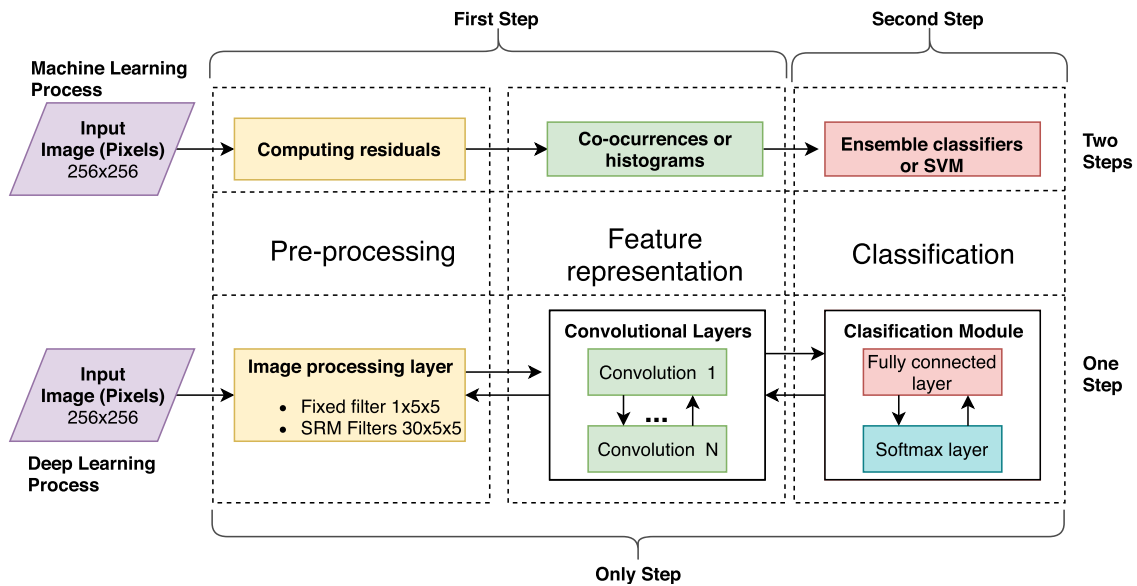 First Step
Second Step
Machine Learning
Process
Input
Image (Pixels)
256x256
Computing residuals
Co-ocurrences or
histograms
Ensemble classifiers
or SVM
Two
Steps
Pre-processing
Feature
representation
Classification
Input
Image (Pixels)
256x256
Deep Learning
Process
Image processing layer
• Fixed filter 1x5x5
• SRM Filters 30x5x5
Convolutional Layers
Convolution 1
...
Convolution N
Clasification Module
Fully connected
layer
Softmax layer
One
Step
Only Step